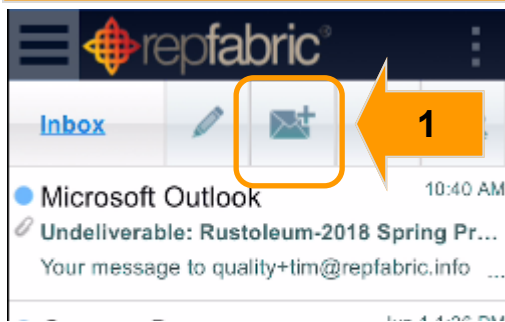 repfabric®
Inbox
1
Microsoft Outlook 10:40 AM
Undeliverable: Rustoleum-2018 Spring Pr...
Your message to quality+tim@repfabric.info ...